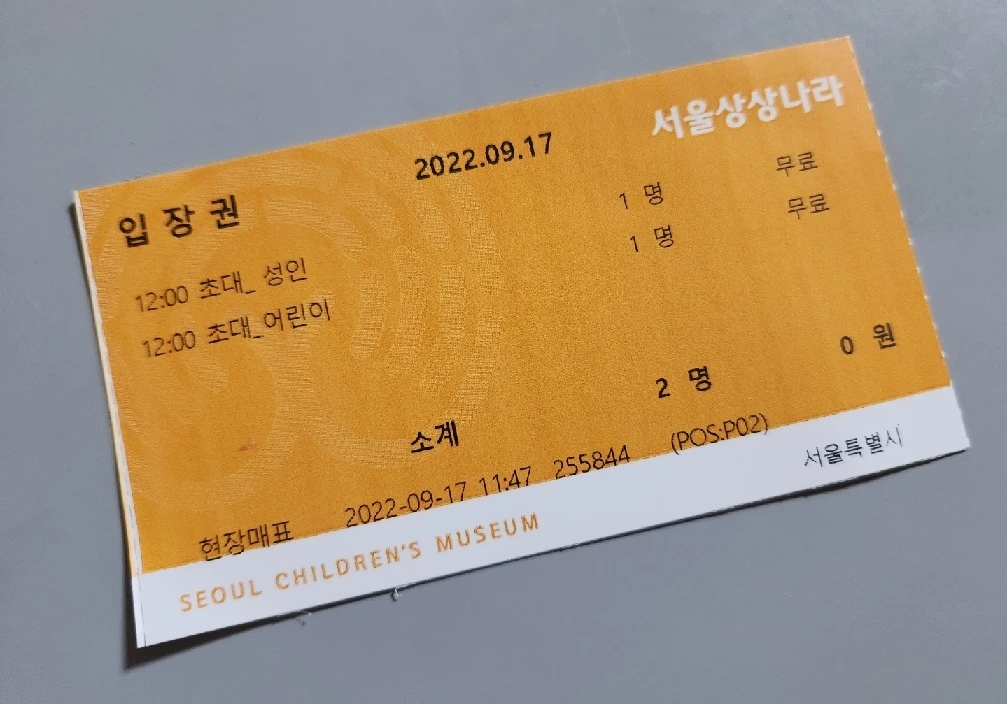 서울상상나라
2022.09.17
입장권
12:00 초대_ 성인 1 명 무료
12:00 초대_어린이 1 명 무료
소계 2 명 0 원
현장매표 2022-09-17 11:47 255844 (POS:P02)
서울특별시
SEOUL CHILDREN'S MUSEUM